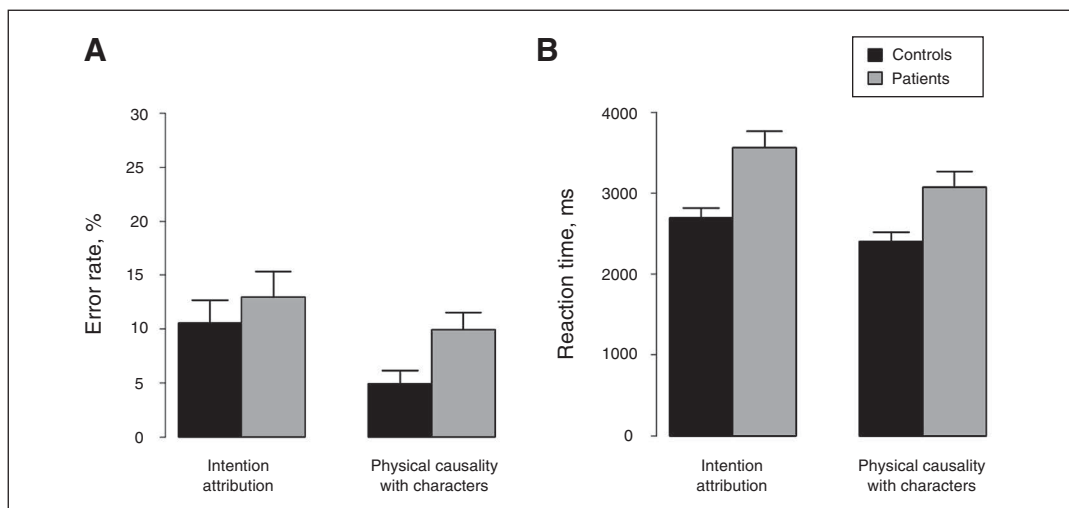 A
B
Controls
Patients
Error rate, %
30
25
20
15
10
5
0
Intention
attribution
Physical causality
with characters
Reaction time, ms
4000
3000
2000
1000
0
Intention
attribution
Physical causality
with characters